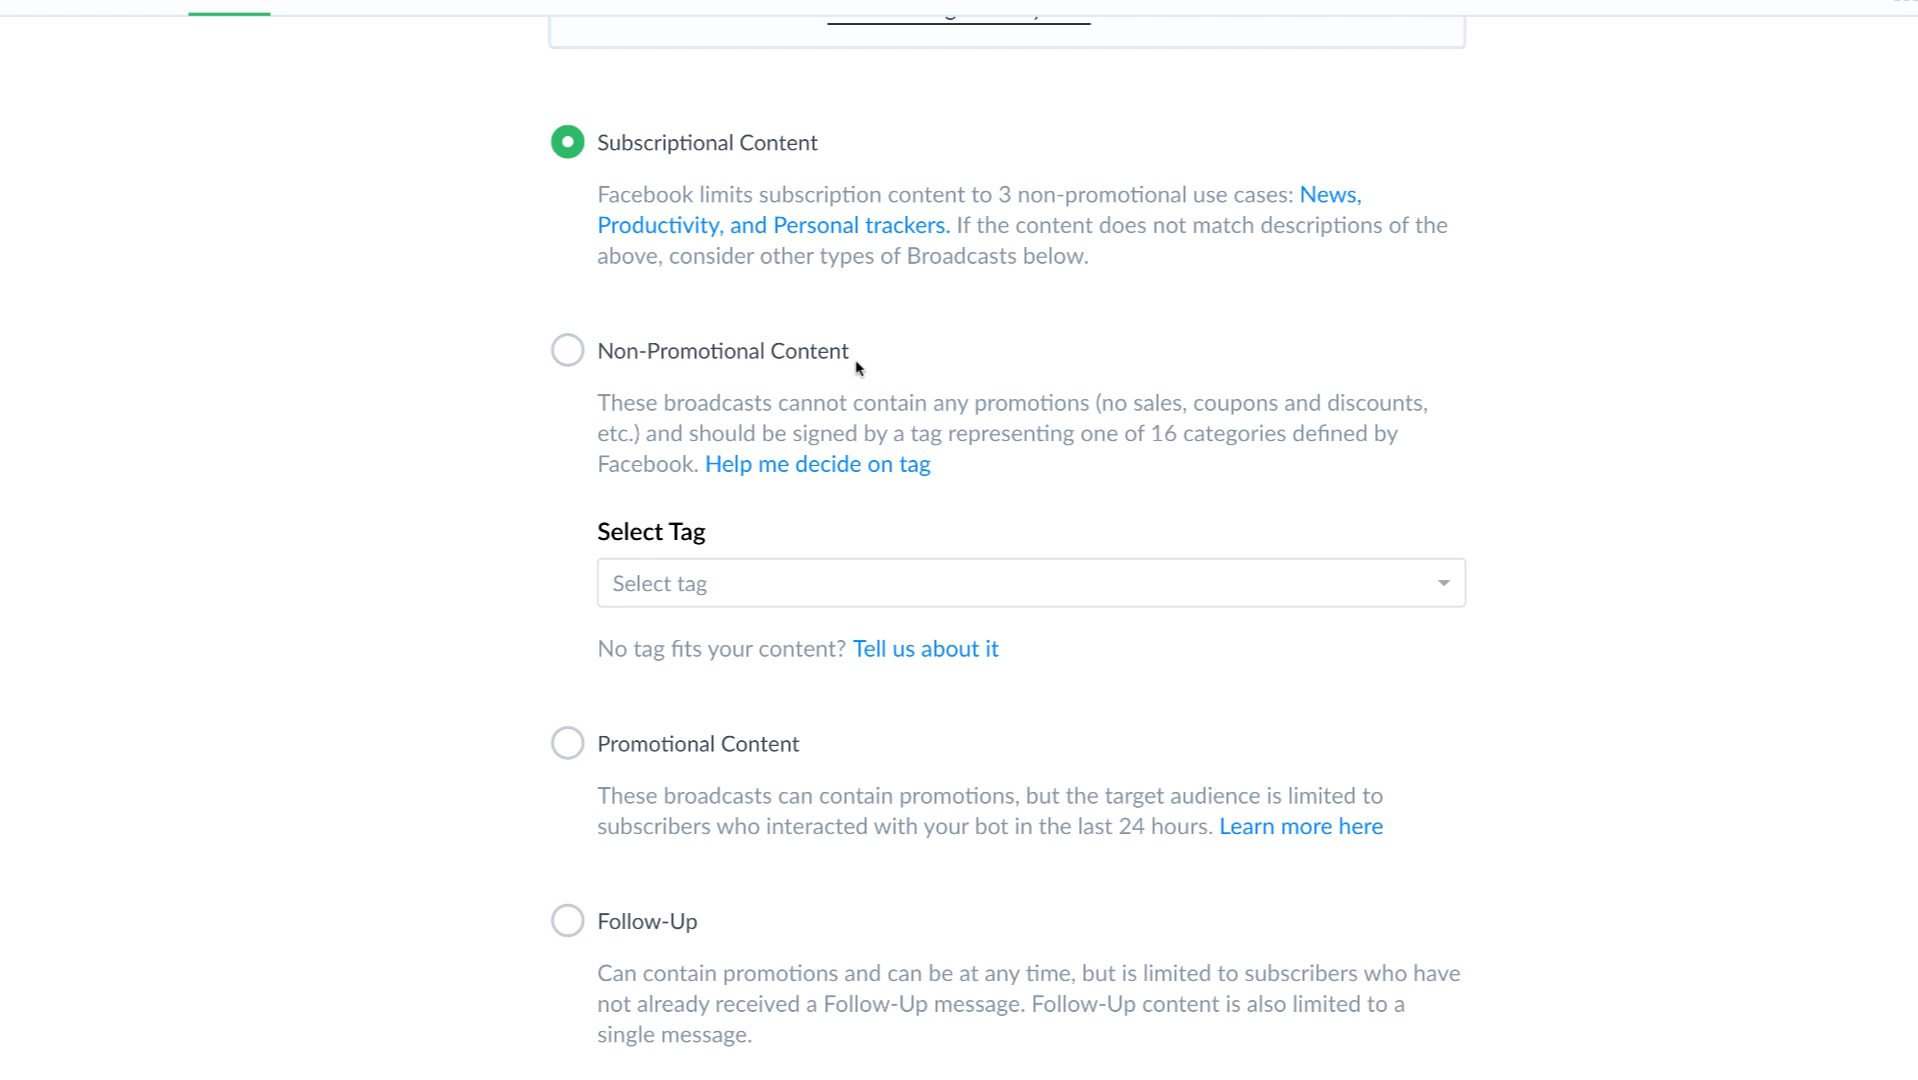 Subscriptional Content
Facebook limits subscription content to 3 non-promotional use cases: News,
Productivity, and Personal trackers. If the content does not match descriptions of the
above, consider other types of Broadcasts below.
Non-Promotional Content
These broadcasts cannot contain any promotions (no sales, coupons and discounts,
etc.) and should be signed by a tag representing one of 16 categories defined by
Facebook. Help me decide on tag
Select Tag
Select tag
No tag fits your content? Tell us about it
Promotional Content
These broadcasts can contain promotions, but the target audience is limited to
subscribers who interacted with your bot in the last 24 hours. Learn more here
Follow-Up
Can contain promotions and can be at any time, but is limited to subscribers who have
not already received a Follow-Up message. Follow-Up content is also limited to a
single message.